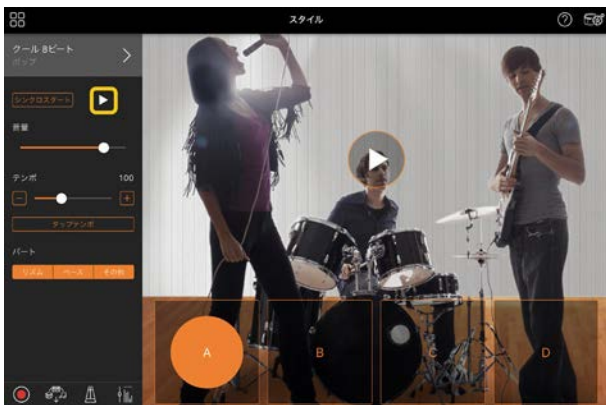 スタイル
クール 8ビート
ポップ
シンクロスタート
音量
テンポ 100
タップテンポ
パート
リズム ベース その他
A B C D